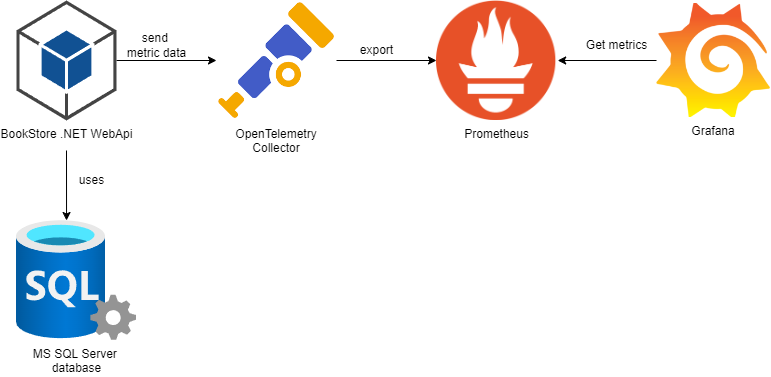 send
metric data
export
Get metrics
BookStore .NET WebApi
OpenTelemetry
Collector
Prometheus
Grafana
uses
SQL
MS SQL Server
database